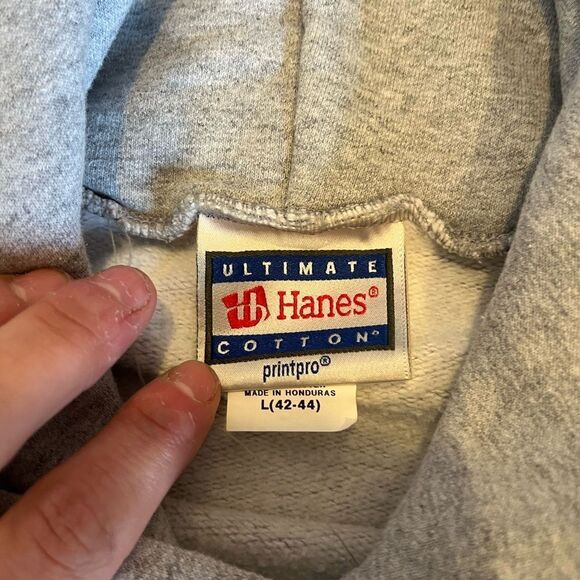 ULTIMATE
Hanes®
COTTON®
printpro®
MADE IN HONDURAS
L(42-44)